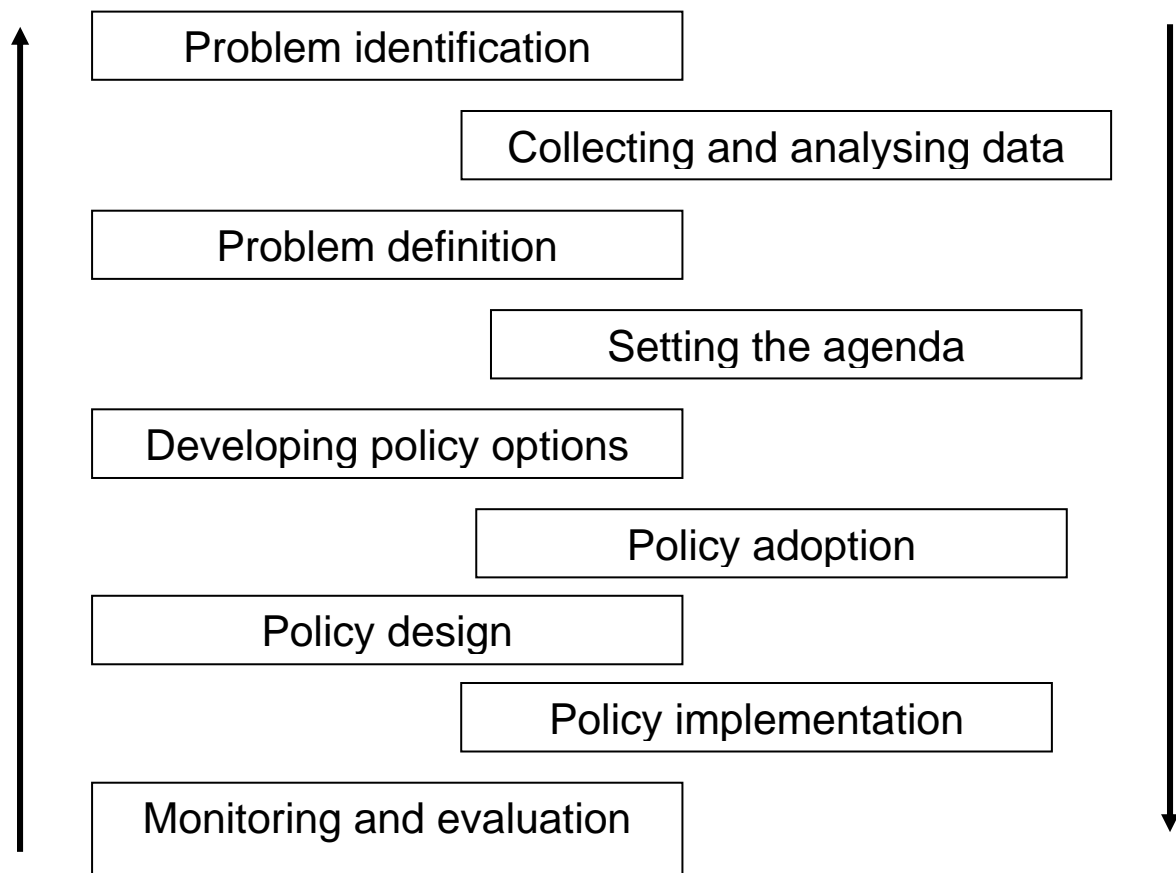 Problem identification
Collecting and analysing data
Problem definition
Setting the agenda
Developing policy options
Policy adoption
Policy design
Policy implementation
Monitoring and evaluation